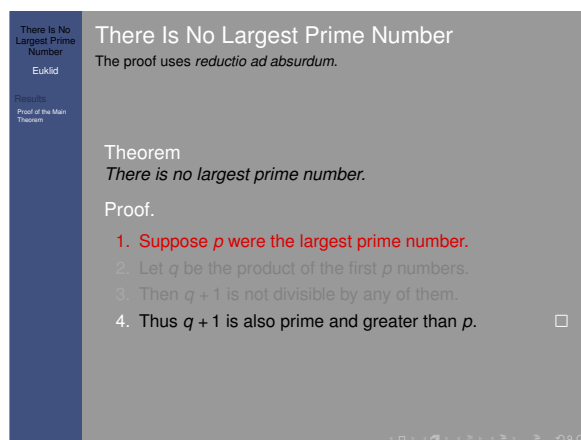 There Is No
Largest Prime
Number
Euklid
Results
Proof of the Main
Theorem
There Is No Largest Prime Number
The proof uses reductio ad absurdum.
Theorem
There is no largest prime number.
Proof.
1. Suppose p were the largest prime number.
2. Let q be the product of the first p numbers.
3. Then q + 1 is not divisible by any of them.
4. Thus q + 1 is also prime and greater than p.